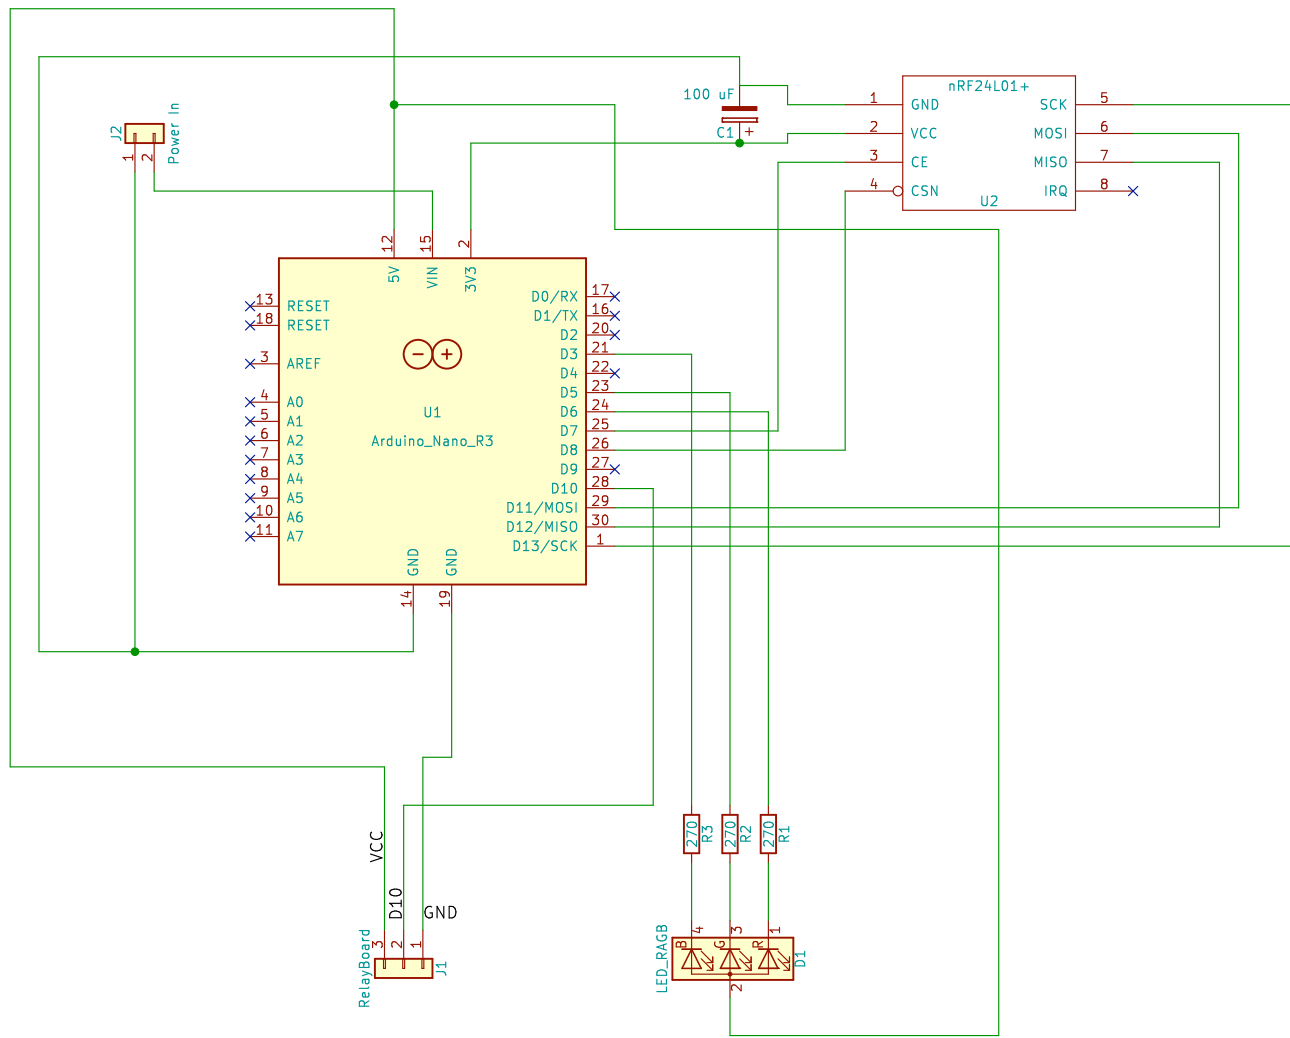 J2
Power In
1
2
100 uF
C1
+
nRF24L01+
1 GND
2 VCC
3 CE
4 CSN
SCK 5
MOSI 6
MISO 7
IRQ 8
U2
12 5V
15 VIN
2 3V3
13 RESET
18 RESET
3 AREF
4 A0
5 A1
6 A2
7 A3
8 A4
9 A5
10 A6
11 A7
U1
Arduino_Nano_R3
D0/RX 17
D1/TX 16
D2 20
D3 21
D4 22
D5 23
D6 24
D7 25
D8 26
D9 27
D10 28
D11/MOSI 29
D12/MISO 30
D13/SCK 1
GND 14
GND 19
VCC
D10
GND
3
2
1
RelayBoard
J1
270 R3
270 R2
270 R1
LED_RAGB
B 4
G 3
R 1
2
D1